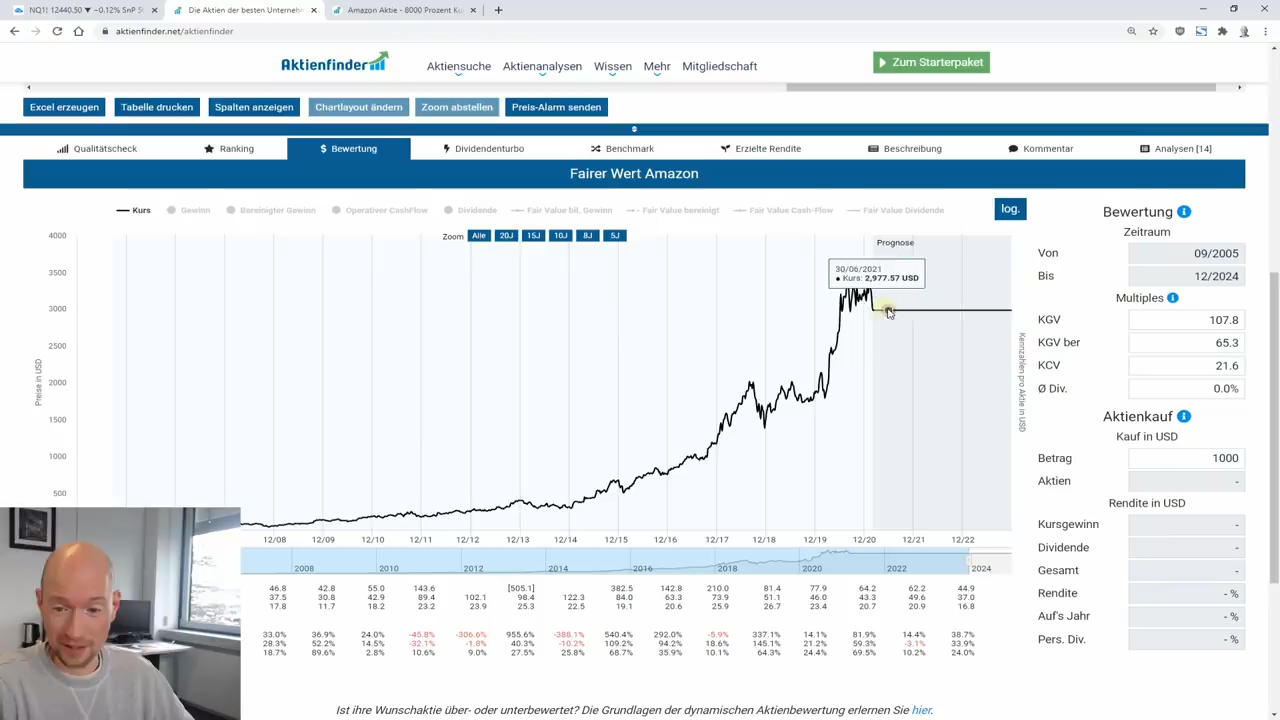 NQ1! 12440.50 ▼ −0.12% SnP 5
Die Aktien der besten Unternehm
Amazon Aktie - 8000 Prozent Ku
aktienfinder.net/aktienfinder
Aktienfinder
Aktiensuche Aktienanalysen Wissen Mehr Mitgliedschaft
Zum Starterpaket
Excel erzeugen Tabelle drucken Spalten anzeigen Chartlayout ändern Zoom abstellen Preis-Alarm senden
Qualitätscheck Ranking $ Bewertung Dividendenturbo Benchmark Erzielte Rendite Beschreibung Kommentar Analysen [14]
Fairer Wert Amazon
Kurs Gewinn Bereinigter Gewinn Operativer CashFlow Dividende Fair Value bil. Gewinn Fair Value bereinigt Fair Value Cash-Flow Fair Value Dividende
log.
Zoom Alle 20J 15J 10J 8J 5J
Prognose
30/06/2021
● Kurs: 2,977.57 USD
4000
3500
3000
2500
2000
1500
1000
500
Preise in USD
Kennzahlen pro Aktie in USD
12/08 12/09 12/10 12/11 12/12 12/13 12/14 12/15 12/16 12/17 12/18 12/19 12/20 12/21 12/22
2008 2010 2012 2014 2016 2018 2020 2022 2024
46.8 42.8 55.0 143.6 [505.1] 382.5 142.8 210.0 81.4 77.9 64.2 62.2 44.9
37.5 30.8 42.9 89.4 102.1 98.4 122.3 84.0 63.3 73.9 51.1 46.0 43.3 49.6 37.0
17.8 11.7 18.2 23.2 23.9 25.3 22.5 19.1 20.6 25.9 26.7 23.4 20.7 20.9 16.8
33.0% 36.9% 24.0% -45.8% -306.6% 955.6% -388.1% 540.4% 292.0% -5.9% 337.1% 14.1% 81.9% 14.4% 38.7%
28.3% 52.2% 14.5% -32.1% -1.8% 40.3% -10.2% 109.2% 94.2% 18.6% 145.1% 21.2% 59.3% -3.1% 33.9%
18.7% 89.6% 2.8% 10.6% 9.0% 27.5% 25.8% 68.7% 35.9% 10.1% 64.3% 24.4% 69.5% 10.2% 24.0%
Bewertung
Zeitraum
Von 09/2005
Bis 12/2024
Multiples
KGV 107.8
KGV ber 65.3
KCV 21.6
Ø Div. 0.0%
Aktienkauf
Kauf in USD
Betrag 1000
Aktien -
Rendite in USD
Kursgewinn -
Dividende -
Gesamt -
Rendite - %
Auf's Jahr - %
Pers. Div. - %
Ist ihre Wunschaktie über- oder unterbewertet? Die Grundlagen der dynamischen Aktienbewertung erlernen Sie hier.